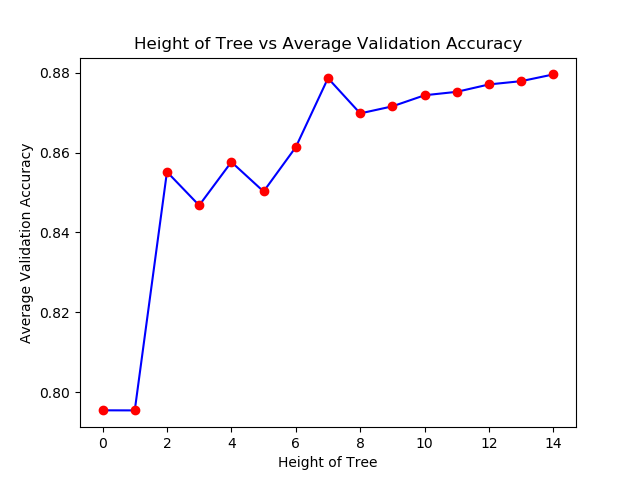 Height of Tree vs Average Validation Accuracy
0.88
0.86
0.84
0.82
0.80
Average Validation Accuracy
0 2 4 6 8 10 12 14
Height of Tree